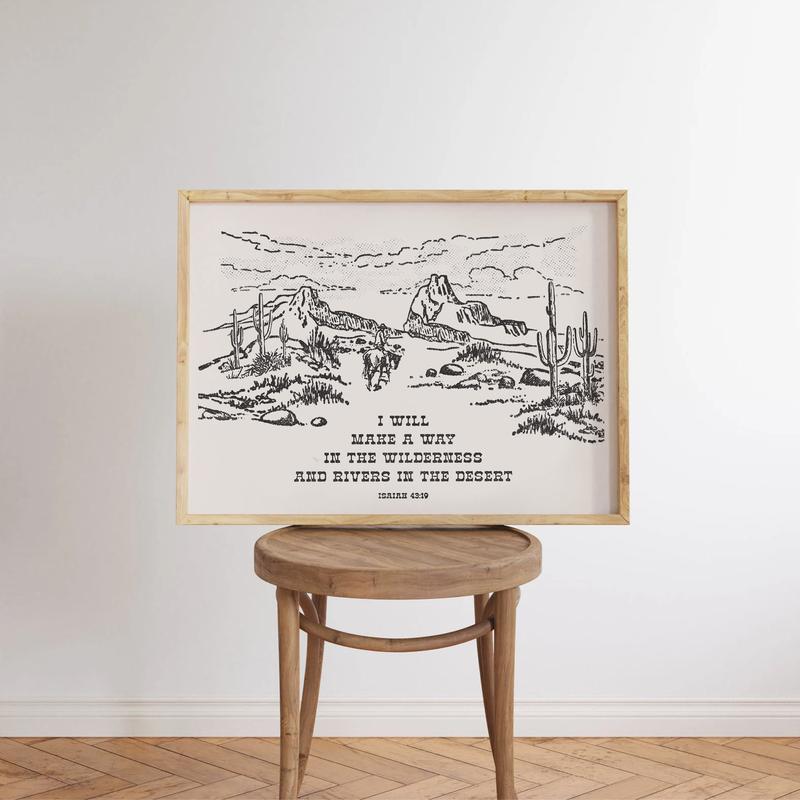 I WILL
MAKE A WAY
IN THE WILDERNESS
AND RIVERS IN THE DESERT
ISAIAH 43:19